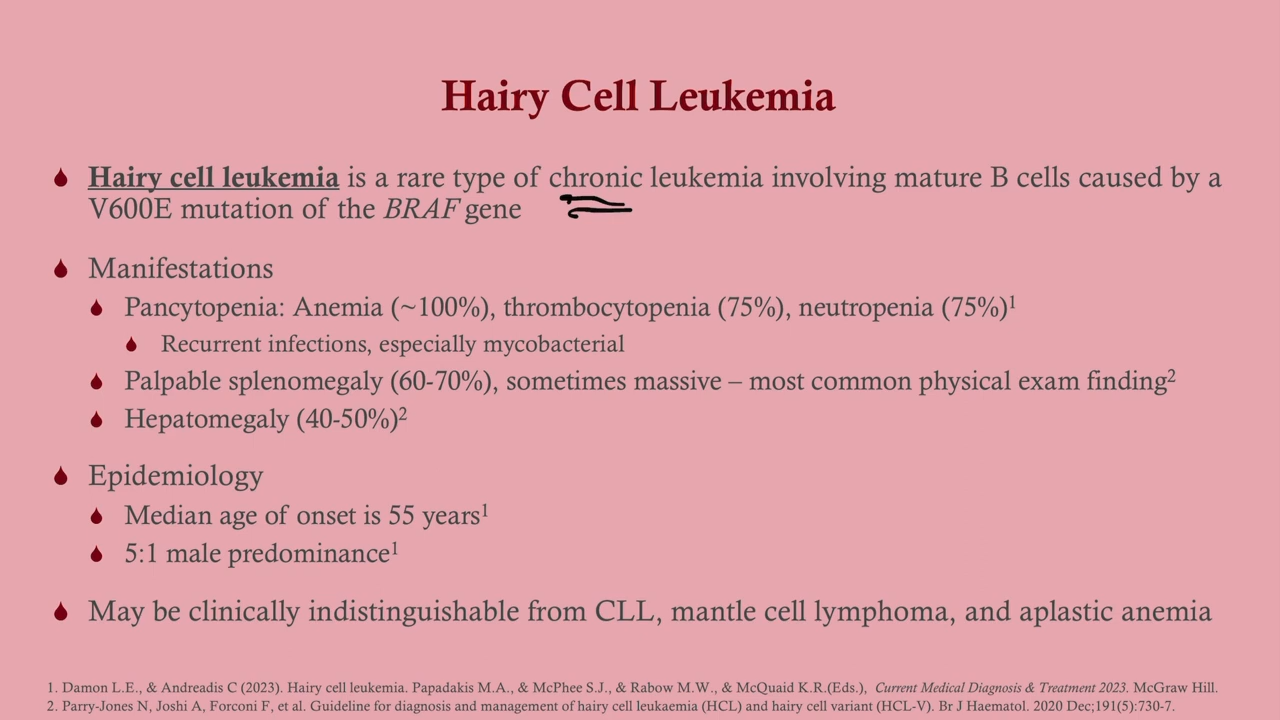 Hairy Cell Leukemia
Hairy cell leukemia is a rare type of chronic leukemia involving mature B cells caused by a
V600E mutation of the BRAF gene
Manifestations
Pancytopenia: Anemia (~100%), thrombocytopenia (75%), neutropenia (75%)¹
Recurrent infections, especially mycobacterial
Palpable splenomegaly (60-70%), sometimes massive – most common physical exam finding²
Hepatomegaly (40-50%)²
Epidemiology
Median age of onset is 55 years¹
5:1 male predominance¹
May be clinically indistinguishable from CLL, mantle cell lymphoma, and aplastic anemia
1. Damon L.E., & Andreadis C (2023). Hairy cell leukemia. Papadakis M.A., & McPhee S.J., & Rabow M.W., & McQuaid K.R.(Eds.), Current Medical Diagnosis & Treatment 2023. McGraw Hill.
2. Parry-Jones N, Joshi A, Forconi F, et al. Guideline for diagnosis and management of hairy cell leukaemia (HCL) and hairy cell variant (HCL-V). Br J Haematol. 2020 Dec;191(5):730-7.